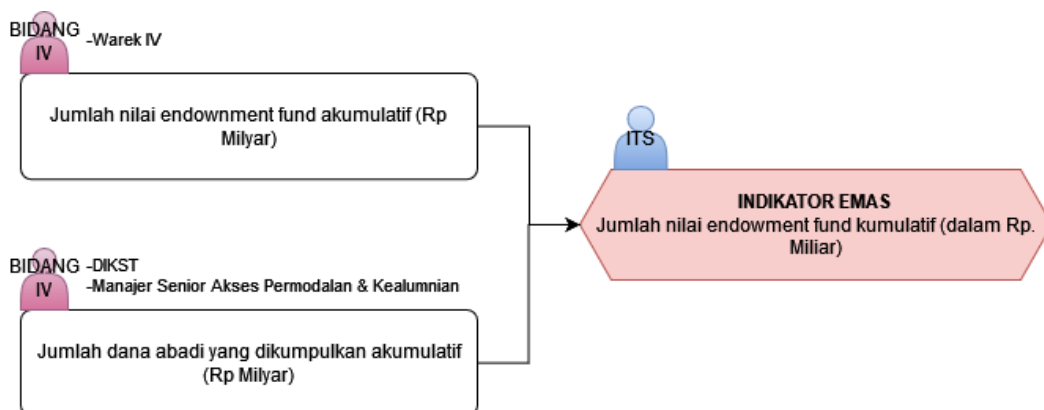 BIDANG
IV
-Warek IV
Jumlah nilai endownment fund akumulatif (Rp
Milyar)
ITS
INDIKATOR EMAS
Jumlah nilai endowment fund kumulatif (dalam Rp.
Miliar)
BIDANG
IV
-DIKST
-Manajer Senior Akses Permodalan & Kealumnian
Jumlah dana abadi yang dikumpulkan akumulatif
(Rp Milyar)